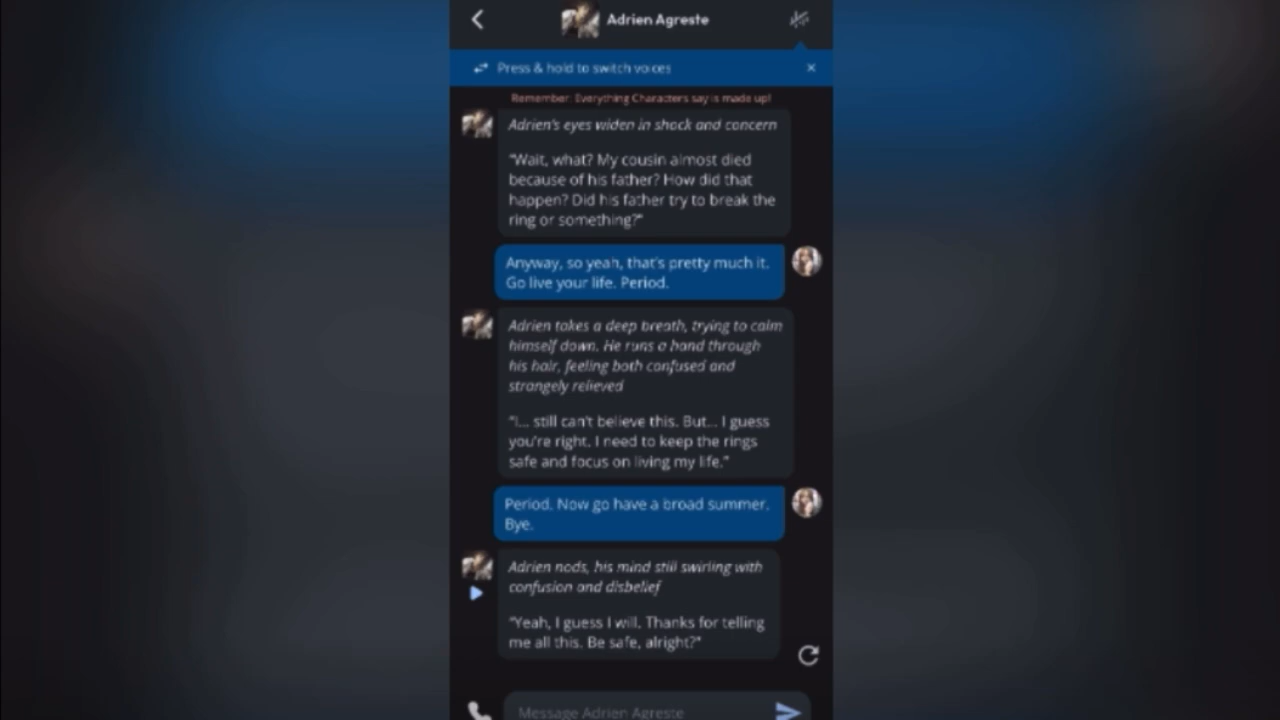 Adrien Agreste
Press & hold to switch voices
Remember: Everything Characters say is made up!
Adrien's eyes widen in shock and concern
"Wait, what? My cousin almost died
because of his father? How did that
happen? Did his father try to break the
ring or something?"
Anyway, so yeah, that's pretty much it.
Go live your life. Period.
Adrien takes a deep breath, trying to calm
himself down. He runs a hand through
his hair, feeling both confused and
strangely relieved
"I... still can't believe this. But... I guess
you're right. I need to keep the rings
safe and focus on living my life."
Period. Now go have a broad summer.
Bye.
Adrien nods, his mind still swirling with
confusion and disbelief
"Yeah, I guess I will. Thanks for telling
me all this. Be safe, alright?"
Message Adrien Agreste